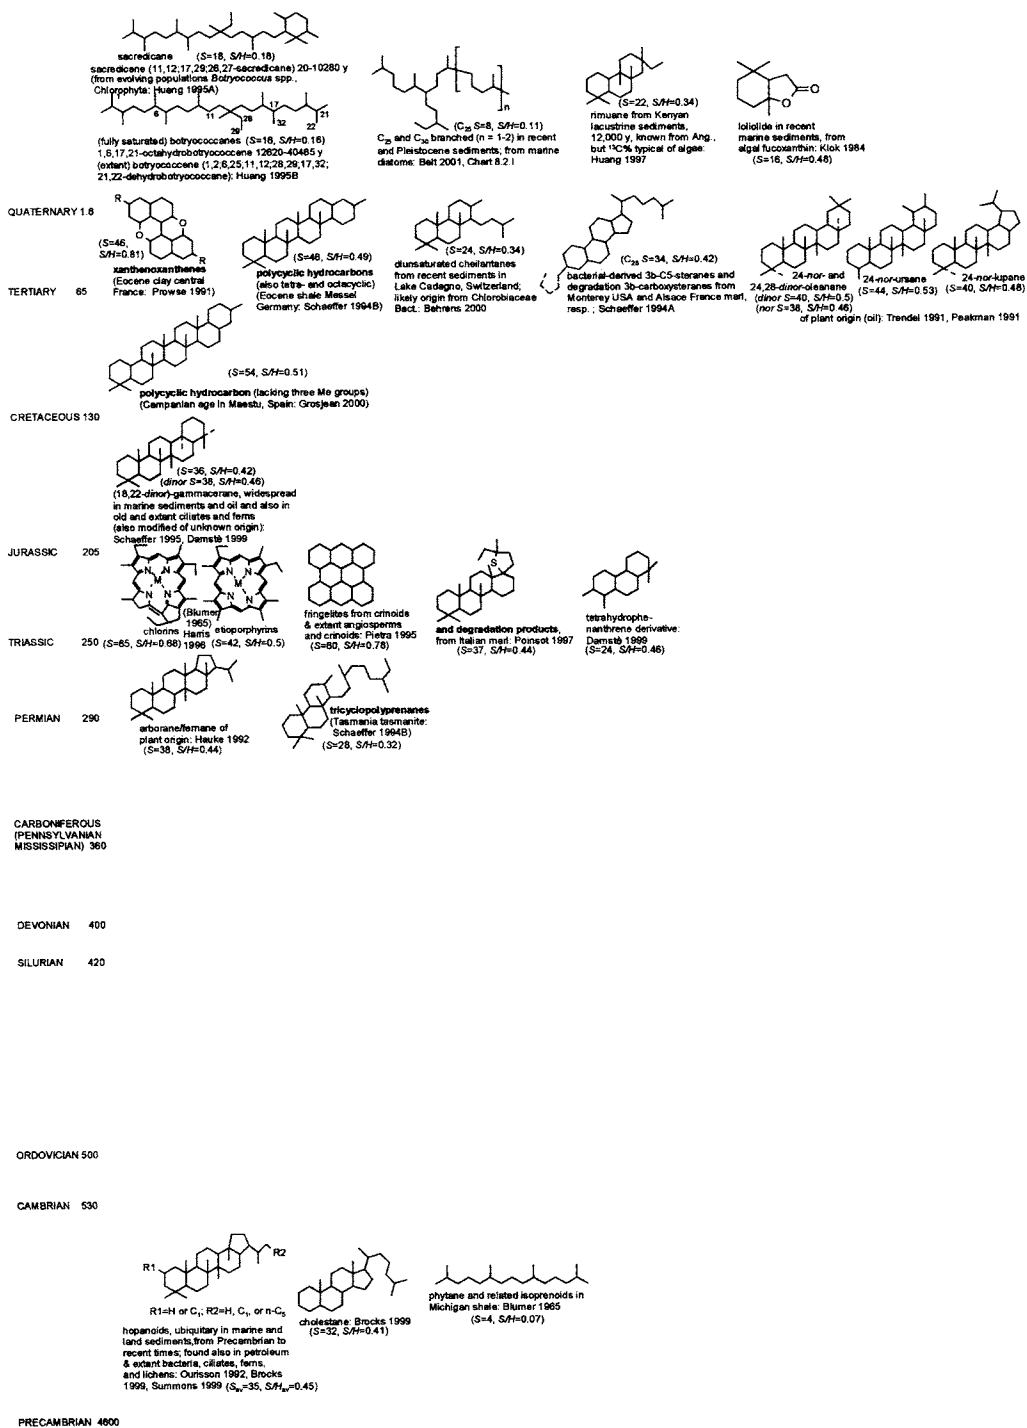 sacredicane (S=18, S/H=0.18)
sacredicene (11,12;17,29;26,27-sacredicane) 20-10280 y
(from evolving populations Botryococcus spp.,
Chlorophyta: Huang 1995A)
6
11
17
28
29
32
21
22
(fully saturated) botryococcanes (S=16, S/H=0.16)
1,6,17,21-octahydrobotryococcene 12620-40465 y
(extant) botryococcene (1,2;6,25;11,12;28,29;17,32;
21,22-dehydrobotryococcane): Huang 1995B
n
(C25 S=8, S/H=0.11)
C25 and C30 branched (n = 1-2) in recent
and Pleistocene sediments; from marine
diatoms: Belt 2001, Chart 8.2.I
(S=22, S/H=0.34)
rimuane from Kenyan
lacustrine sediments,
12,000 y, known from Ang.,
but ¹³C% typical of algae:
Huang 1997
O
O
loliolide in recent
marine sediments, from
algal fucoxanthin: Klok 1984
(S=16, S/H=0.48)
QUATERNARY 1.8
R
O
O
R
(S=46,
S/H=0.81)
xanthenoxanthenes
(Eocene clay central
France: Prowse 1991)
(S=46, S/H=0.49)
polycyclic hydrocarbons
(also tetra- and octacyclic)
(Eocene shale Messel
Germany: Schaeffer 1994B)
(S=24, S/H=0.34)
diunsaturated cheilantanes
from recent sediments in
Lake Cadagno, Switzerland;
likely origin from Chlorobiaceae
Bact.: Behrens 2000
(C28 S=34, S/H=0.42)
bacterial-derived 3b-C5-steranes and
degradation 3b-carboxysteranes from
Monterey USA and Alsace France marl,
resp.; Schaeffer 1994A
24-nor- and
24,28-dinor-oleanane
(dinor S=40, S/H=0.5)
(nor S=38, S/H=0.46)
24-nor-ursane
(S=44, S/H=0.53)
24-nor-lupane
(S=40, S/H=0.48)
of plant origin (oil): Trendel 1991, Peakman 1991
TERTIARY 65
(S=54, S/H=0.51)
polycyclic hydrocarbon (lacking three Me groups)
(Campanian age in Maestu, Spain: Grosjean 2000)
CRETACEOUS 130
(S=36, S/H=0.42)
(dinor S=38, S/H=0.46)
(18,22-dinor)-gammacerane, widespread
in marine sediments and oil and also in
old and extant ciliates and ferns
(also modified of unknown origin):
Schaeffer 1995, Damstè 1999
JURASSIC 205
N
N
M
N
N
N
N
M
N
N
(Blumer
1965)
Harris
1996
chlorins
(S=65, S/H=0.68)
etioporphyrins
(S=42, S/H=0.5)
fringelites from crinoids
& extant angiosperms
and crinoids: Pietra 1995
(S=60, S/H=0.78)
S
and degradation products,
from Italian marl: Poinsot 1997
(S=37, S/H=0.44)
tetrahydrophe-
nanthrene derivative:
Damstè 1999
(S=24, S/H=0.46)
TRIASSIC 250
arborane/fernane of
plant origin: Hauke 1992
(S=38, S/H=0.44)
tricyclopolyprenanes
(Tasmania tasmanite:
Schaeffer 1994B)
(S=28, S/H=0.32)
PERMIAN 290
CARBONIFEROUS
(PENNSYLVANIAN
MISSISSIPIAN) 360
DEVONIAN 400
SILURIAN 420
ORDOVICIAN 500
CAMBRIAN 530
R1
R2
R1=H or C1; R2=H, C1, or n-C5
hopanoids, ubiquitary in marine and
land sediments,from Precambrian to
recent times; found also in petroleum
& extant bacteria, ciliates, ferns,
and lichens: Ourisson 1992, Brocks
1999, Summons 1999 (Sav=35, S/Hav=0.45)
cholestane: Brocks 1999
(S=32, S/H=0.41)
phytane and related isoprenoids in
Michigan shale: Blumer 1965
(S=4, S/H=0.07)
PRECAMBRIAN 4600